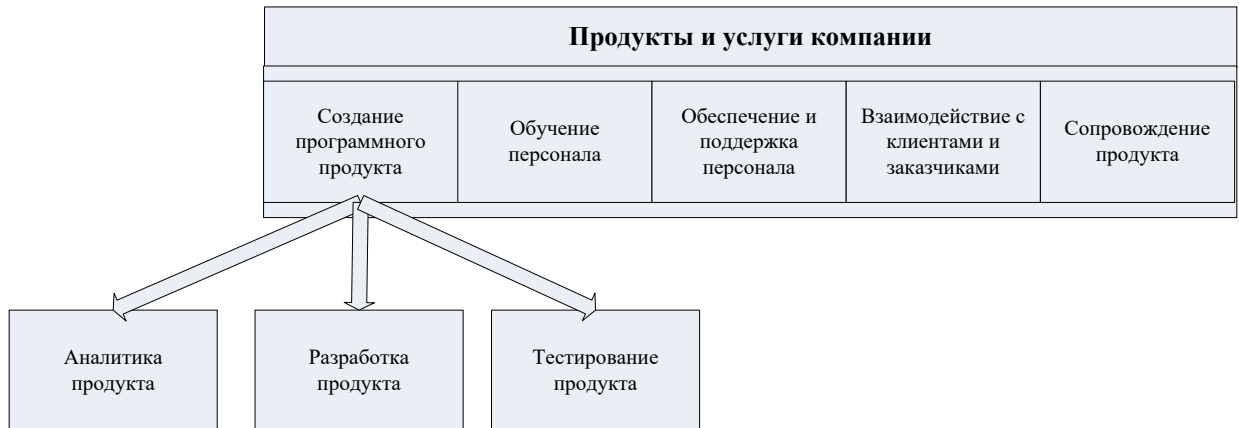 Продукты и услуги компании
Создание
программного
продукта
Обучение
персонала
Обеспечение и
поддержка
персонала
Взаимодействие с
клиентами и
заказчиками
Сопровождение
продукта
Аналитика
продукта
Разработка
продукта
Тестирование
продукта